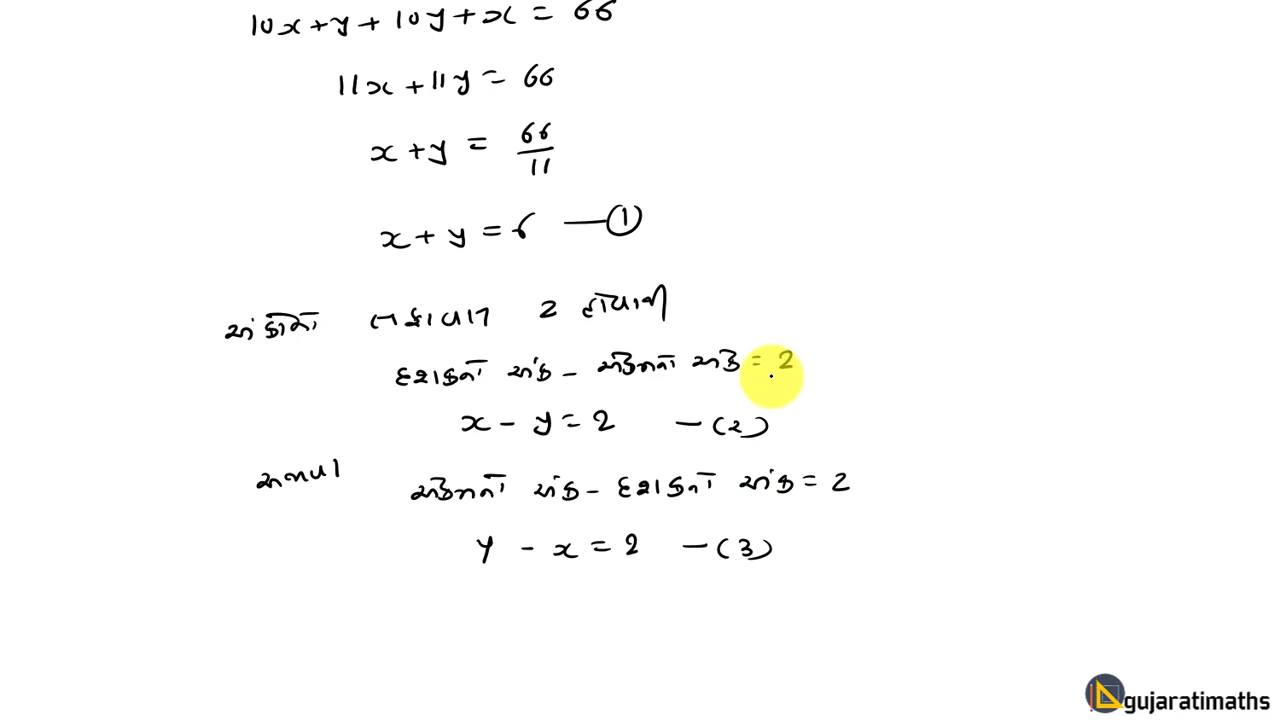 10x + y + 10y + x = 66
11x + 11y = 66
x + y = 66/11
x + y = 6 — ①
અંકોનો તફાવત 2 હોવાથી
દશકનો અંક - એકમનો અંક = 2
x - y = 2 — (2)
અથવા
એકમનો અંક - દશકનો અંક = 2
y - x = 2 — (3)
gujaratimaths